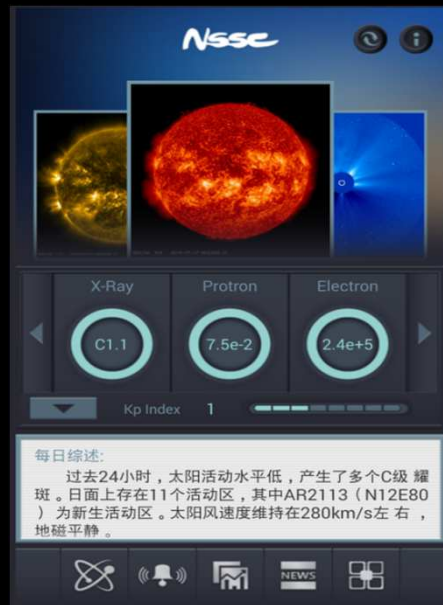 Nssc
X-Ray Protron Electron
C1.1 7.5e-2 2.4e+5
Kp Index 1
每日综述:
过去24小时，太阳活动水平低，产生了多个C级 耀
斑。日面上存在11个活动区，其中AR2113（N12E80
）为新生活动区。太阳风速度维持在280km/s左 右，
地磁平静。
NEWS